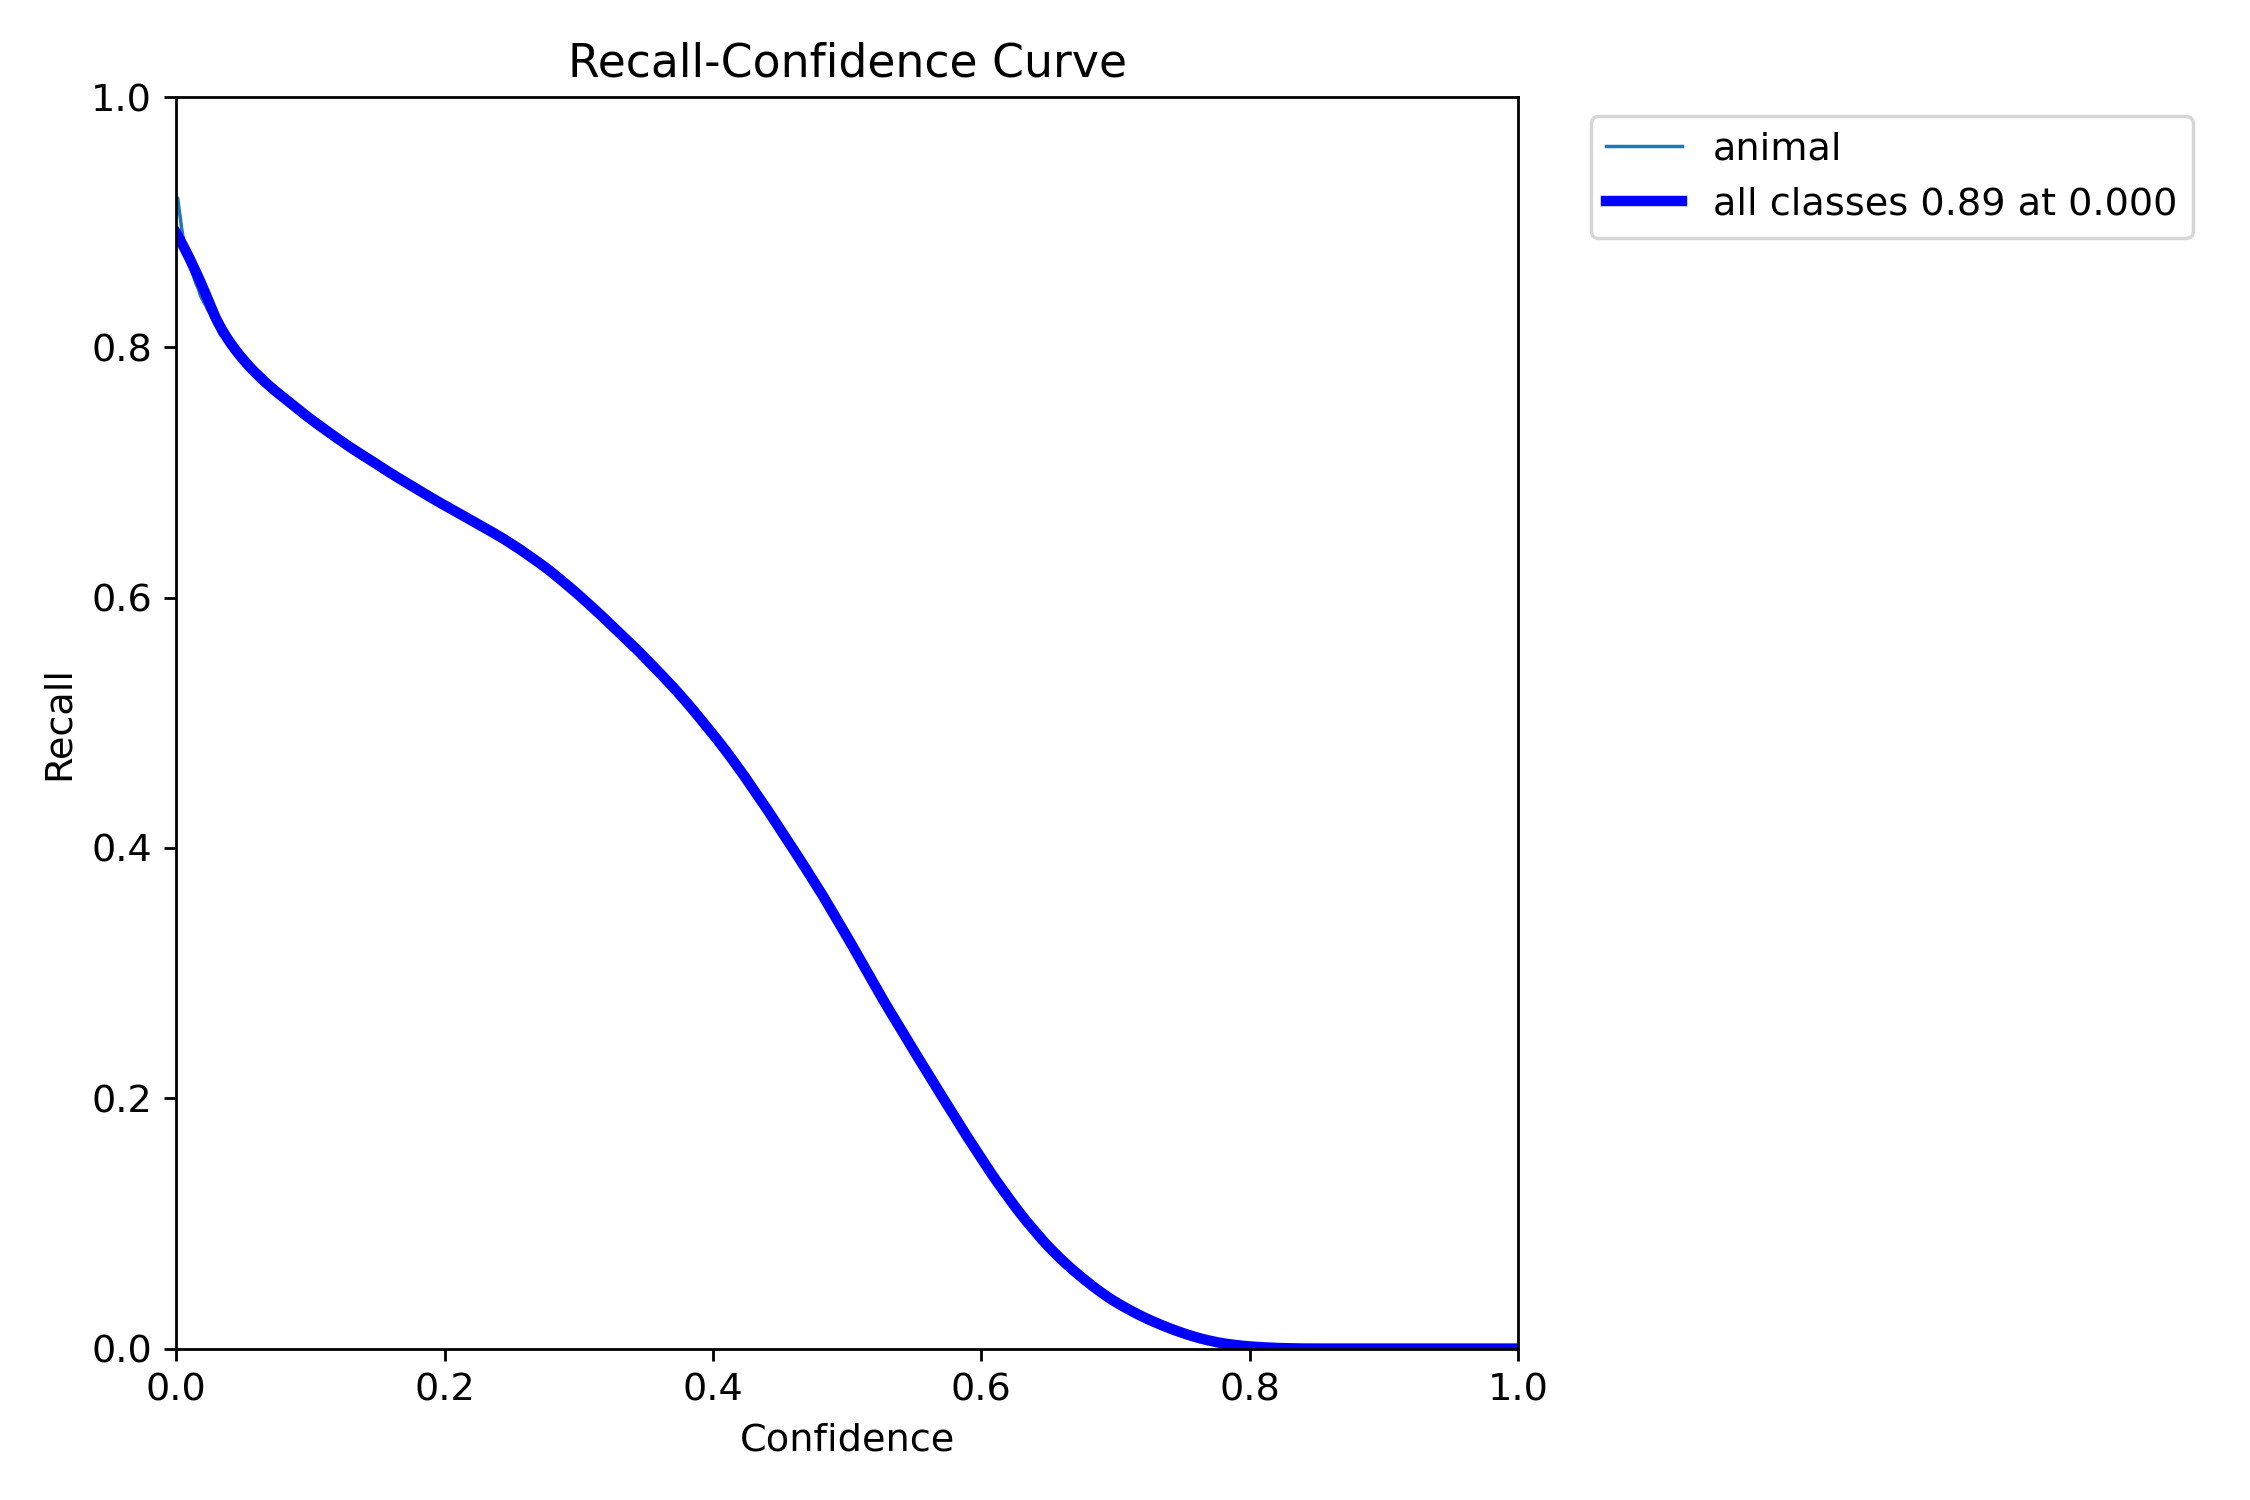 Recall-Confidence Curve
1.0
0.8
0.6
0.4
0.2
0.0
Recall
0.0 0.2 0.4 0.6 0.8 1.0
Confidence
animal
all classes 0.89 at 0.000